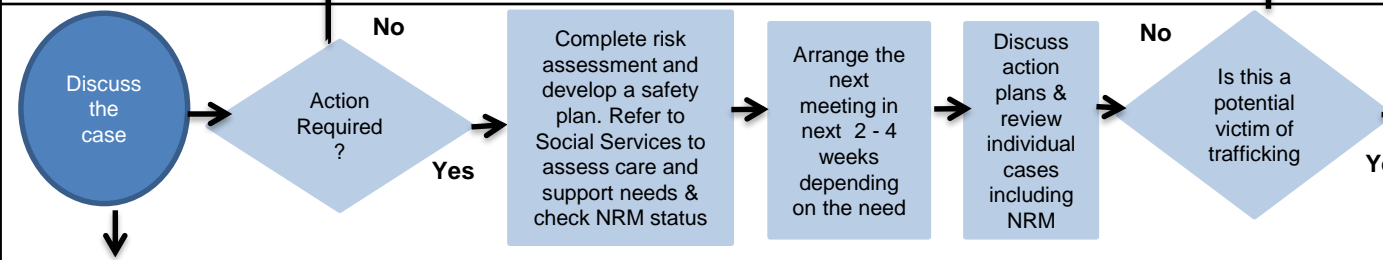 Discuss
the
case
No
Action
Required
?
Yes
Complete risk
assessment and
develop a safety
plan. Refer to
Social Services to
assess care and
support needs &
check NRM status
Arrange the
next
meeting in
next 2 - 4
weeks
depending
on the need
Discuss
action
plans &
review
individual
cases
including
NRM
No
Is this a
potential
victim of
trafficking